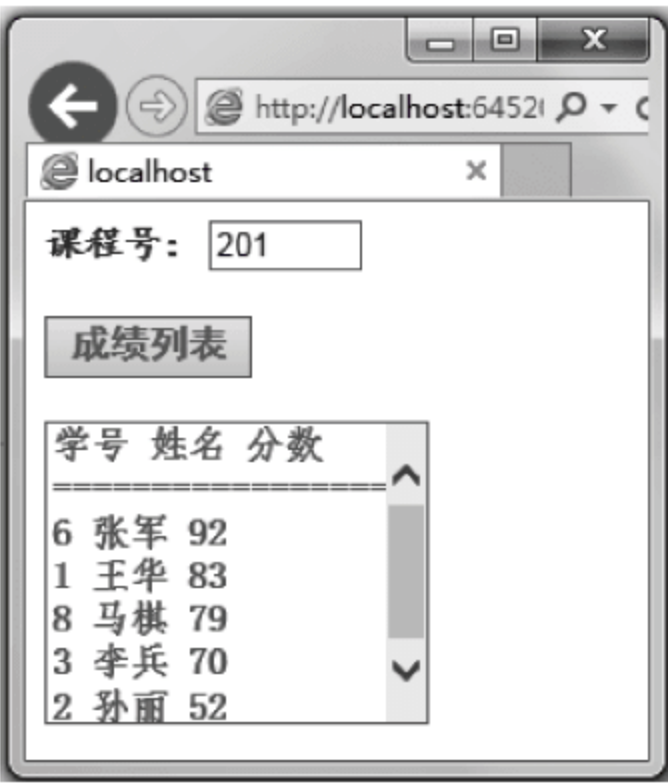 http://localhost:6452
localhost
课程号： 201
成绩列表
学号 姓名 分数
=================
6 张军 92
1 王华 83
8 马棋 79
3 李兵 70
2 孙丽 52